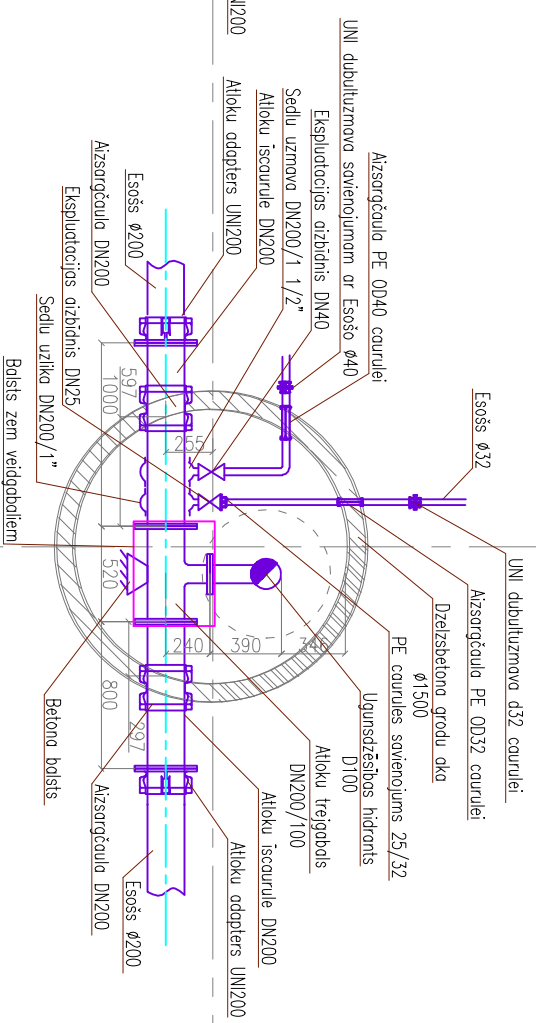 NI200
UNI dubultuzmava savienojumam ar Esošo Ø40
Aizsargčaula PE OD40 caurulei
Ekspluatacijas aizbīdnis DN40
Sedlu uzmava DN200/1 1/2"
Atloku īscaurule DN200
Atloku adapters UNI200
Esošs Ø200
Aizsargčaula DN200
Ekspluatacijas aizbīdnis DN25
Sedlu uzlika DN200/1"
Balsts zem veidgabaliem
Esošs Ø32
UNI dubultuzmava d32 caurulei
Aizsargčaula PE OD32 caurulei
Dzelzsbetona grodu aka
Ø1500
PE caurules savienojums 25/32
Ugunsdzēsības hidrants
D100
Atloku trejgabals
DN200/100
Atloku īscaurule DN200
Atloku adapters UNI200
Esošs Ø200
Aizsargčaula DN200
Betona balsts
597
1000
255
520
240
390
346
297
800